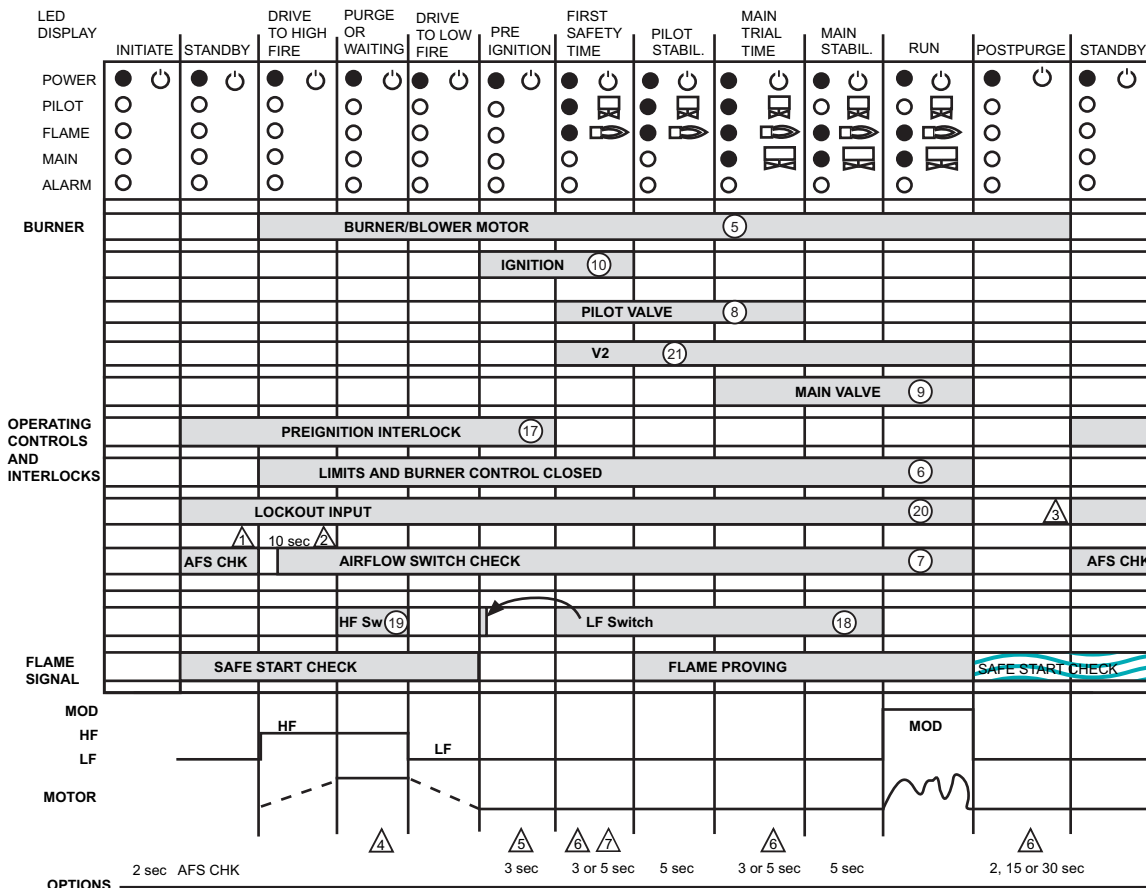 LED DISPLAY
INITIATE
STANDBY
DRIVE TO HIGH FIRE
PURGE OR WAITING
DRIVE TO LOW FIRE
PRE IGNITION
FIRST SAFETY TIME
PILOT STABIL.
MAIN TRIAL TIME
MAIN STABIL.
RUN
POSTPURGE
STANDBY
POWER
PILOT
FLAME
MAIN
ALARM
BURNER
BURNER/BLOWER MOTOR 5
IGNITION 10
PILOT VALVE 8
V2 21
MAIN VALVE 9
OPERATING CONTROLS AND INTERLOCKS
PREIGNITION INTERLOCK 17
LIMITS AND BURNER CONTROL CLOSED 6
LOCKOUT INPUT 20 3
1 10 sec 2
AFS CHK AIRFLOW SWITCH CHECK 7 AFS CHK
HF Sw 19 LF Switch 18
FLAME SIGNAL
SAFE START CHECK FLAME PROVING SAFE START CHECK
MOD
HF
LF
HF
LF
MOD
MOTOR
4 5 6 7 6 6
2 sec AFS CHK 3 sec 3 or 5 sec 5 sec 3 or 5 sec 5 sec 2, 15 or 30 sec
OPTIONS